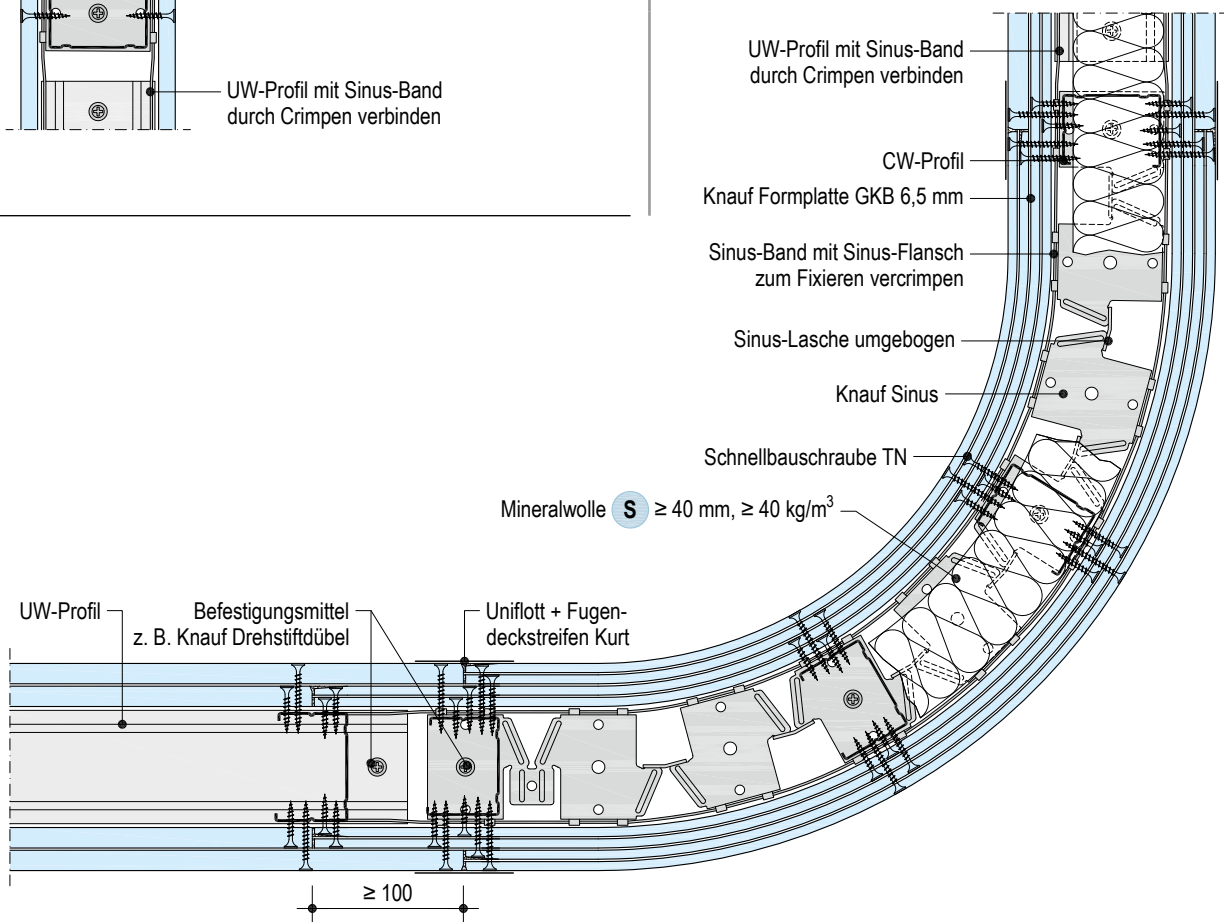 UW-Profil mit Sinus-Band
durch Crimpen verbinden
UW-Profil mit Sinus-Band
durch Crimpen verbinden
CW-Profil
Knauf Formplatte GKB 6,5 mm
Sinus-Band mit Sinus-Flansch
zum Fixieren vercrimpen
Sinus-Lasche umgebogen
Knauf Sinus
Schnellbauschraube TN
Mineralwolle S ≥ 40 mm, ≥ 40 kg/m³
UW-Profil
Befestigungsmittel
z. B. Knauf Drehstiftdübel
Uniflott + Fugen-
deckstreifen Kurt
≥ 100